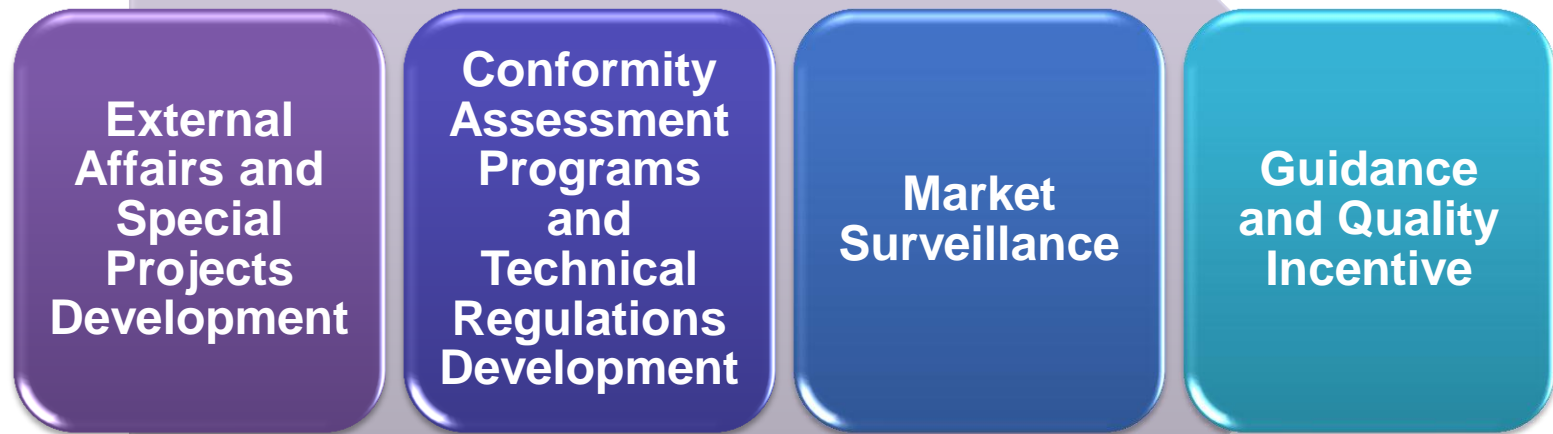 External
Affairs and
Special
Projects
Development
Conformity
Assessment
Programs
and
Technical
Regulations
Development
Market
Surveillance
Guidance
and Quality
Incentive